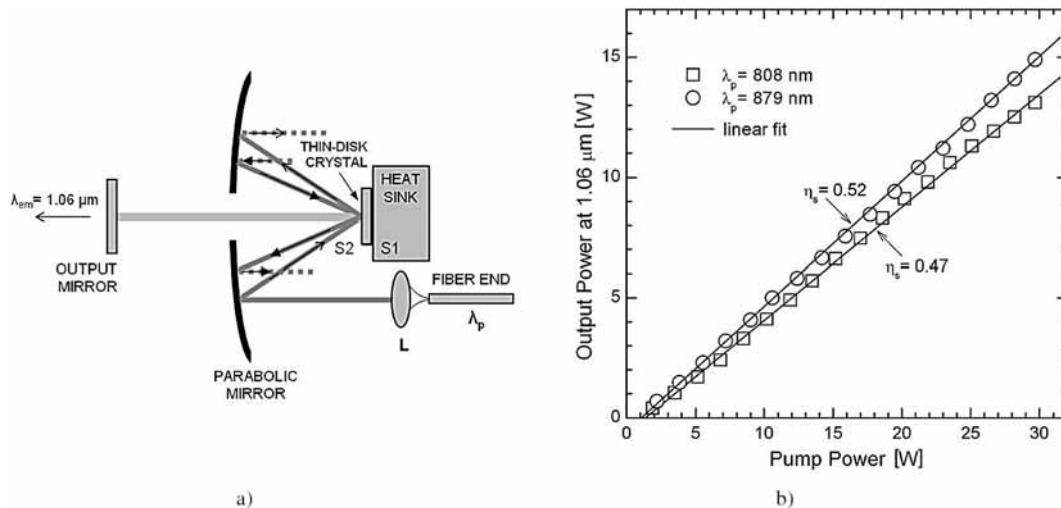 λem= 1.06 µm
OUTPUT
MIRROR
THIN-DISK
CRYSTAL
HEAT
SINK
S2
S1
FIBER END
λp
L
PARABOLIC
MIRROR
a)
Output Power at 1.06 µm [W]
15
10
5
0
λp = 808 nm
λp = 879 nm
linear fit
ηs = 0.52
ηs = 0.47
0 5 10 15 20 25 30
Pump Power [W]
b)